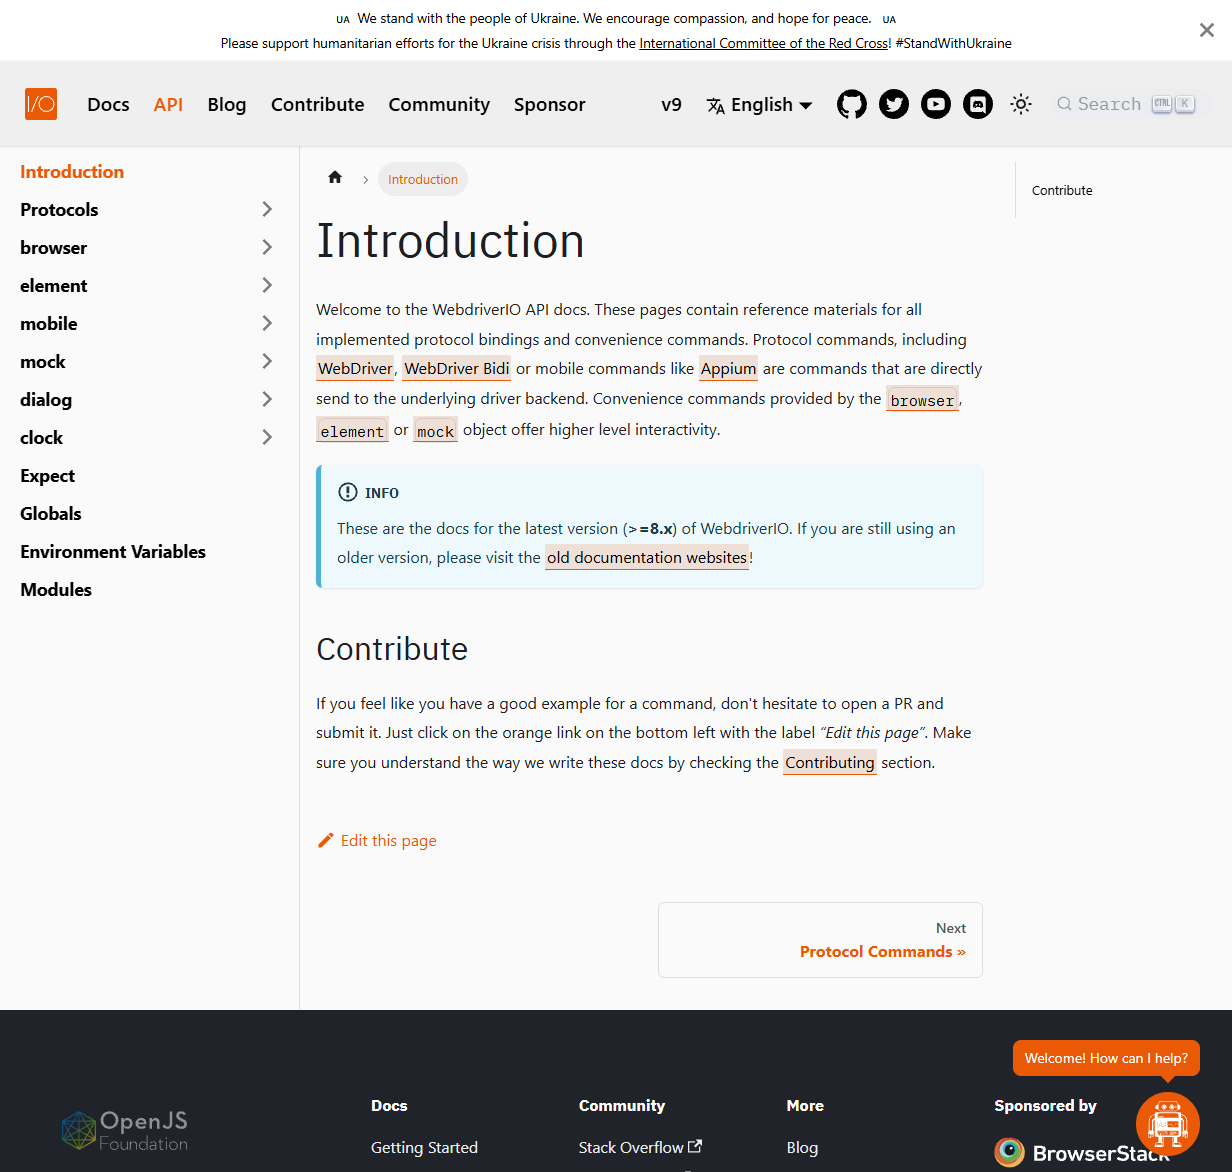 UA We stand with the people of Ukraine. We encourage compassion, and hope for peace. UA
Please support humanitarian efforts for the Ukraine crisis through the International Committee of the Red Cross! #StandWithUkraine
I/O Docs API Blog Contribute Community Sponsor v9 English Search CTRL K
Introduction
Protocols
browser
element
mobile
mock
dialog
clock
Expect
Globals
Environment Variables
Modules
Introduction
Introduction
Welcome to the WebdriverIO API docs. These pages contain reference materials for all
implemented protocol bindings and convenience commands. Protocol commands, including
WebDriver, WebDriver Bidi or mobile commands like Appium are commands that are directly
send to the underlying driver backend. Convenience commands provided by the browser,
element or mock object offer higher level interactivity.
INFO
These are the docs for the latest version (>=8.x) of WebdriverIO. If you are still using an
older version, please visit the old documentation websites!
Contribute
If you feel like you have a good example for a command, don't hesitate to open a PR and
submit it. Just click on the orange link on the bottom left with the label “Edit this page”. Make
sure you understand the way we write these docs by checking the Contributing section.
Edit this page
Next
Protocol Commands »
Contribute
Welcome! How can I help?
OpenJS
Foundation
Docs
Getting Started
Community
Stack Overflow
More
Blog
Sponsored by
BrowserStack